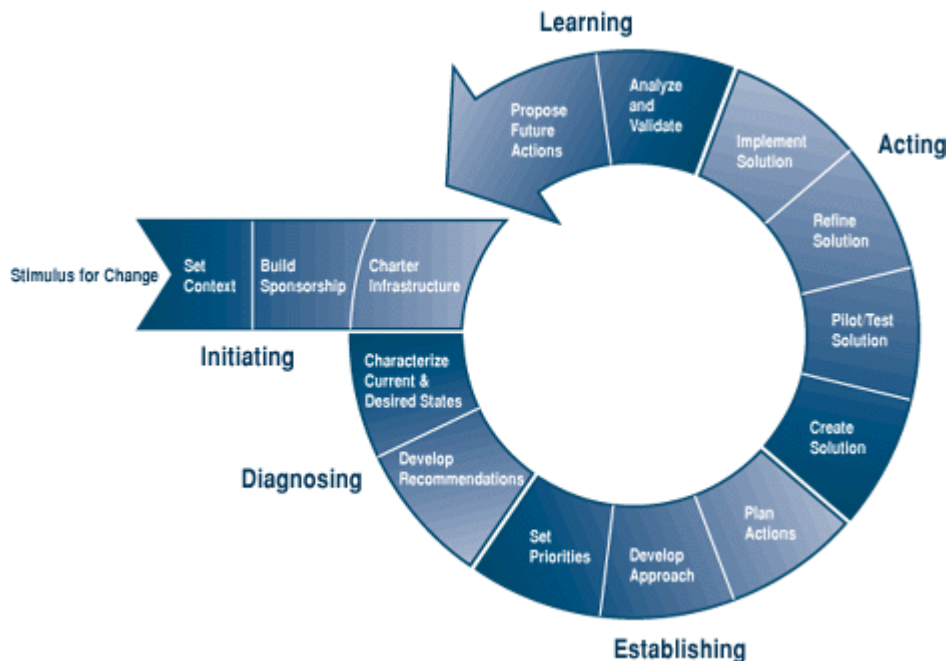 Learning
Analyze
and
Validate
Propose
Future
Actions
Implement
Solution
Acting
Refine
Solution
Stimulus for Change
Set
Context
Build
Sponsorship
Charter
Infrastructure
Pilot/Test
Solution
Initiating
Characterize
Current &
Desired States
Create
Solution
Diagnosing
Develop
Recommendations
Plan
Actions
Set
Priorities
Develop
Approach
Establishing